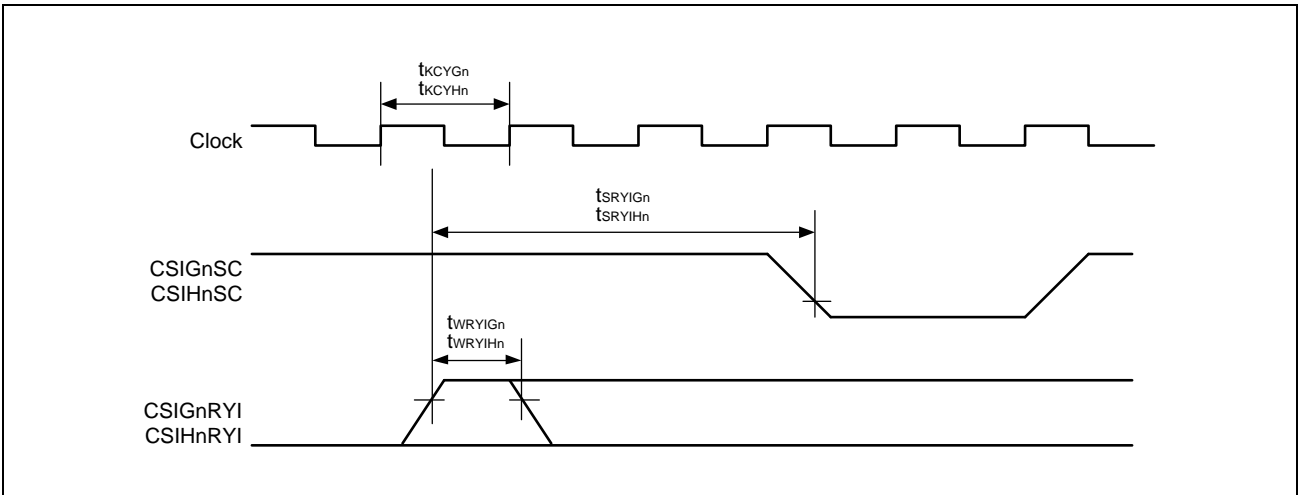 tKCYGn
tKCYHn
Clock
tSRYIGn
tSRYIHn
CSIGnSC
CSIHnSC
tWRYIGn
tWRYIHn
CSIGnRYI
CSIHnRYI